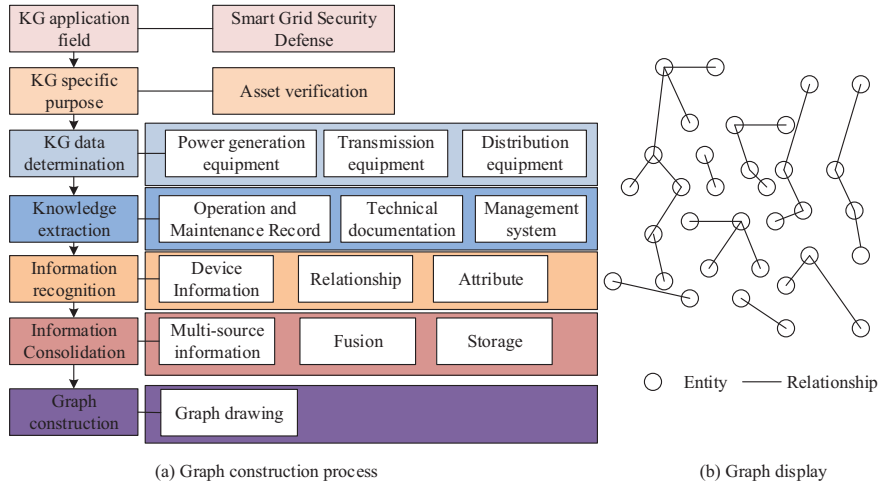 KG application
field
Smart Grid Security
Defense
KG specific
purpose
Asset verification
KG data
determination
Power generation
equipment
Transmission
equipment
Distribution
equipment
Knowledge
extraction
Operation and
Maintenance Record
Technical
documentation
Management
system
Information
recognition
Device
Information
Relationship
Attribute
Information
Consolidation
Multi-source
information
Fusion
Storage
Graph
construction
Graph drawing
(a) Graph construction process
Entity
Relationship
(b) Graph display